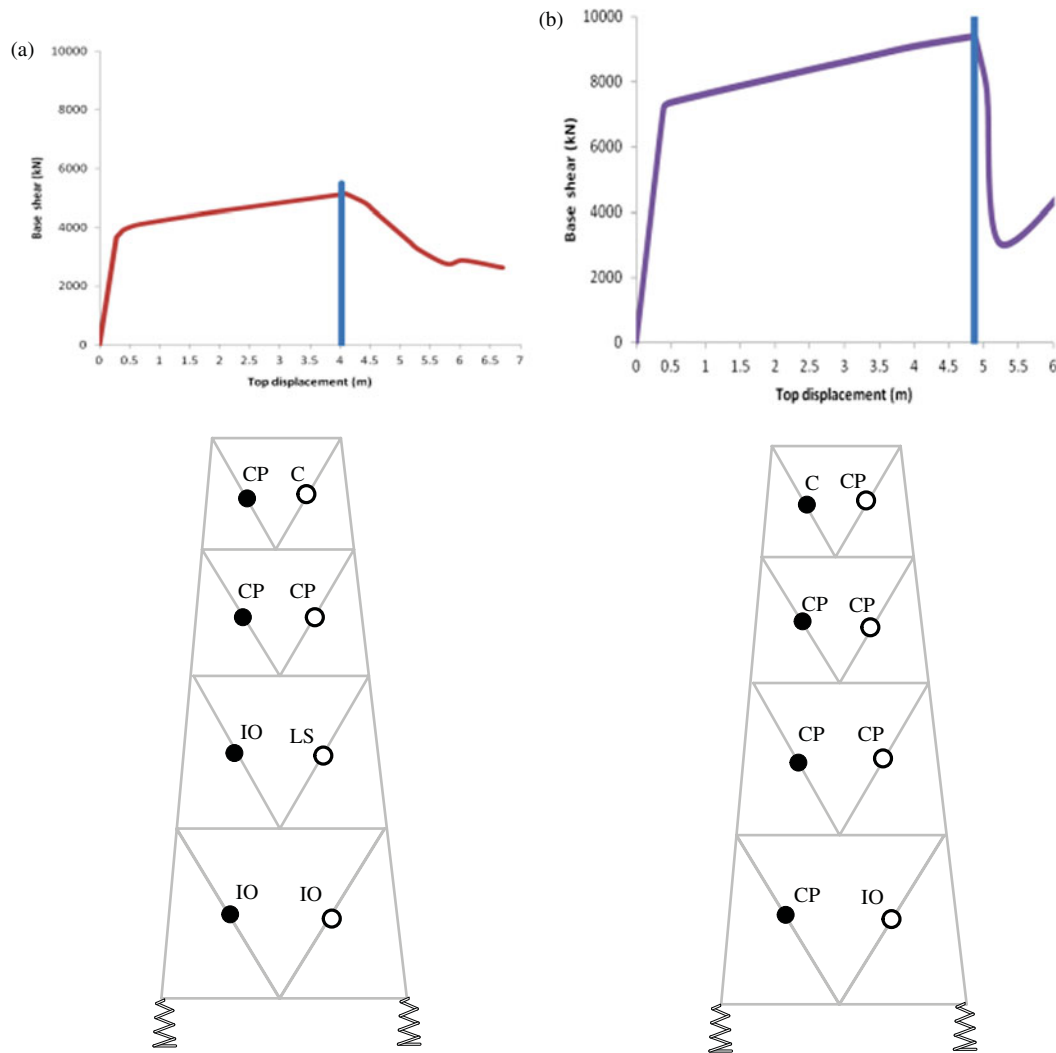 (a)
10000
8000
6000
4000
2000
0
Base shear (kN)
0 0.5 1 1.5 2 2.5 3 3.5 4 4.5 5 5.5 6 6.5 7
Top displacement (m)
(b)
10000
8000
6000
4000
2000
0
Base shear (kN)
0 0.5 1 1.5 2 2.5 3 3.5 4 4.5 5 5.5 6
Top displacement (m)
CP C
CP CP
IO LS
IO IO
C CP
CP CP
CP CP
CP IO